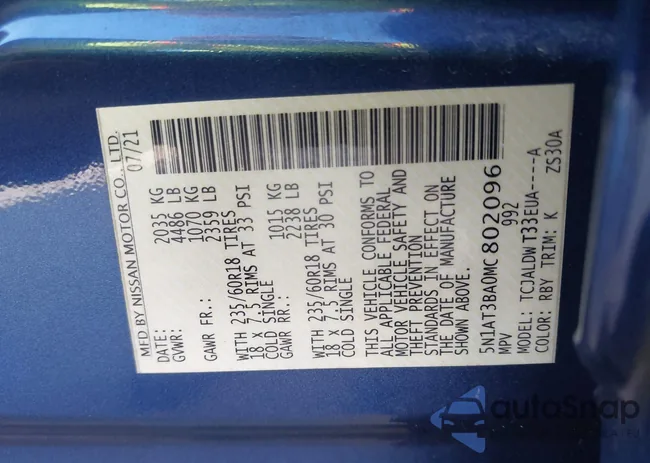 MFD BY NISSAN MOTOR CO., LTD.
DATE: 07/21
GVWR: 2035 KG
4486 LB
GAWR FR.: 1070 KG
2359 LB
WITH 235/60R18 TIRES
18 x 7.5 RIMS AT 33 PSI
COLD SINGLE
GAWR RR.: 1015 KG
2238 LB
WITH 235/60R18 TIRES
18 x 7.5 RIMS AT 30 PSI
COLD SINGLE
THIS VEHICLE CONFORMS TO
ALL APPLICABLE FEDERAL
MOTOR VEHICLE SAFETY AND
THEFT PREVENTION
STANDARDS IN EFFECT ON
THE DATE OF MANUFACTURE
SHOWN ABOVE.
5N1AT3BA0MC802096
MPV 992
MODEL: TCJALDW T33EUA----A
COLOR: RBY TRIM: K ZS30A
autoSnap